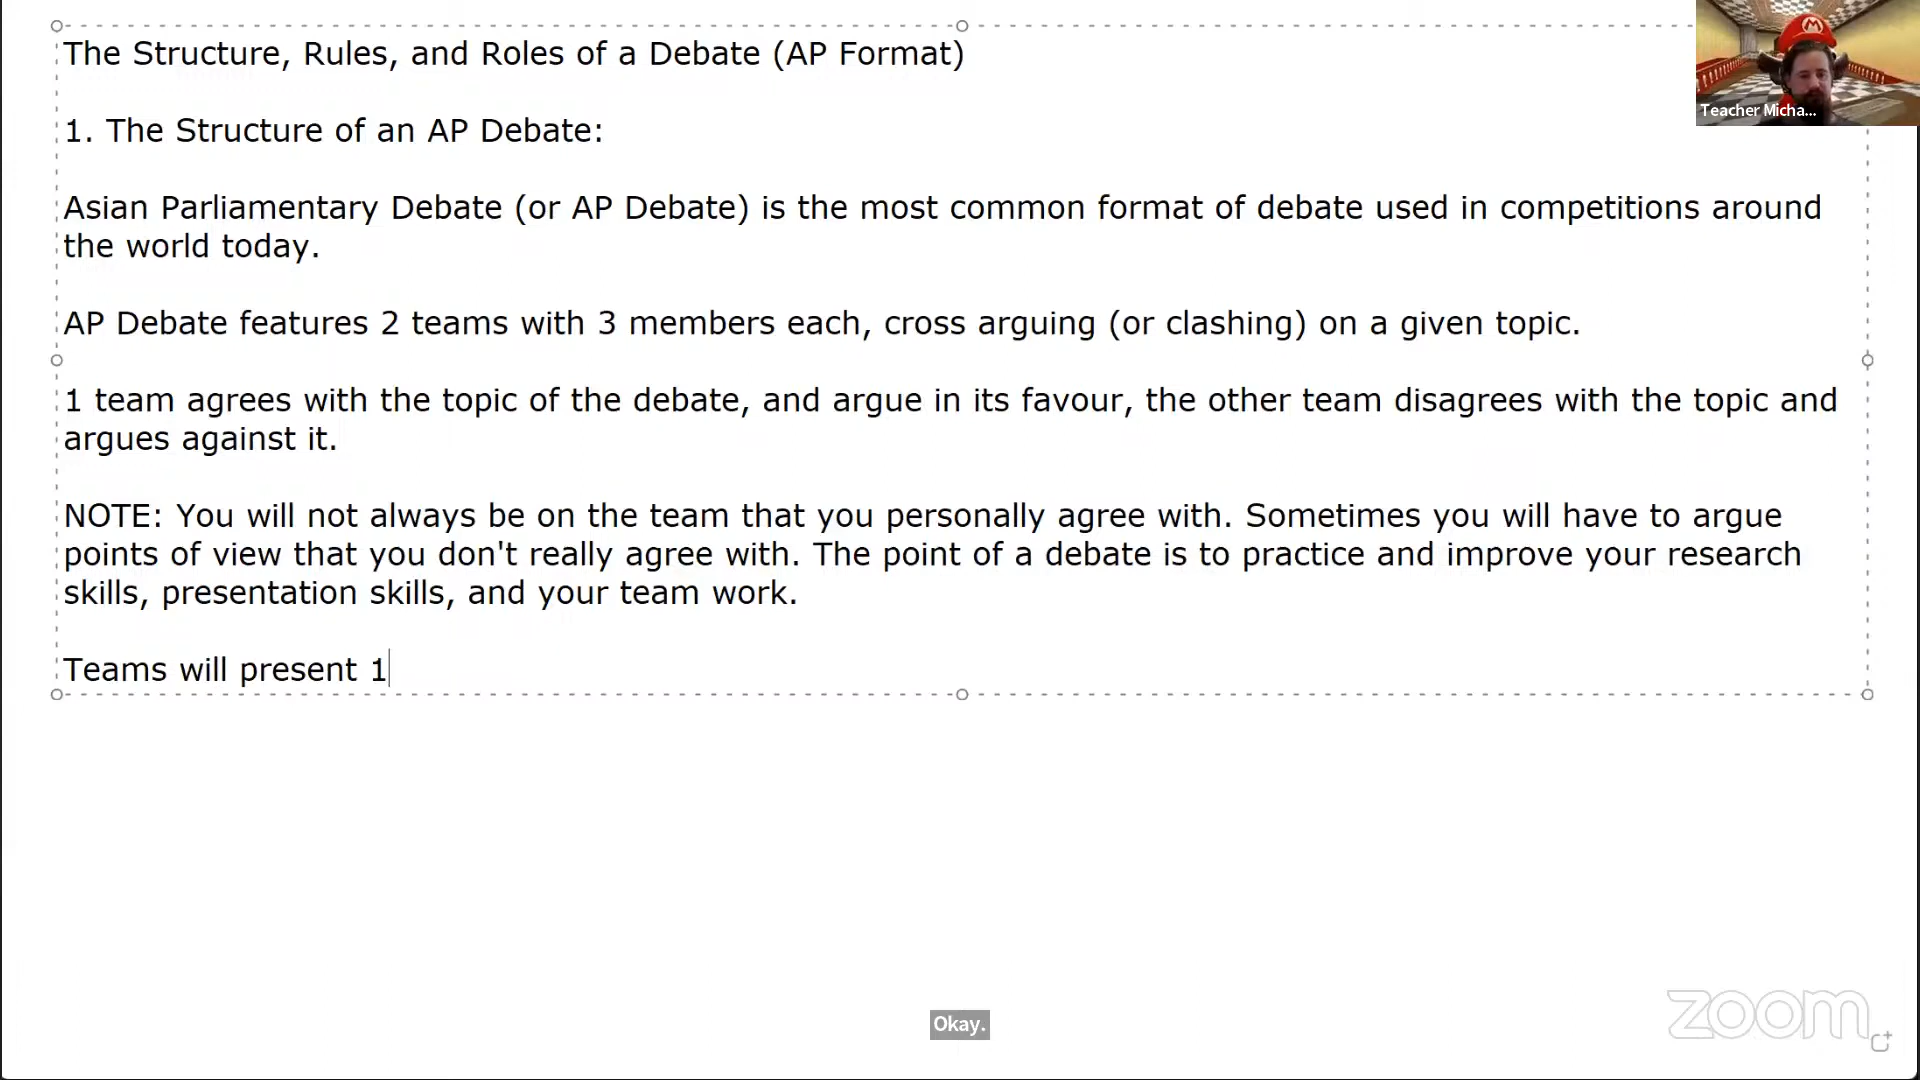 The Structure, Rules, and Roles of a Debate (AP Format)
Teacher Micha...
1. The Structure of an AP Debate:
Asian Parliamentary Debate (or AP Debate) is the most common format of debate used in competitions around
the world today.
AP Debate features 2 teams with 3 members each, cross arguing (or clashing) on a given topic.
1 team agrees with the topic of the debate, and argue in its favour, the other team disagrees with the topic and
argues against it.
NOTE: You will not always be on the team that you personally agree with. Sometimes you will have to argue
points of view that you don't really agree with. The point of a debate is to practice and improve your research
skills, presentation skills, and your team work.
Teams will present 1
Okay.
zoom